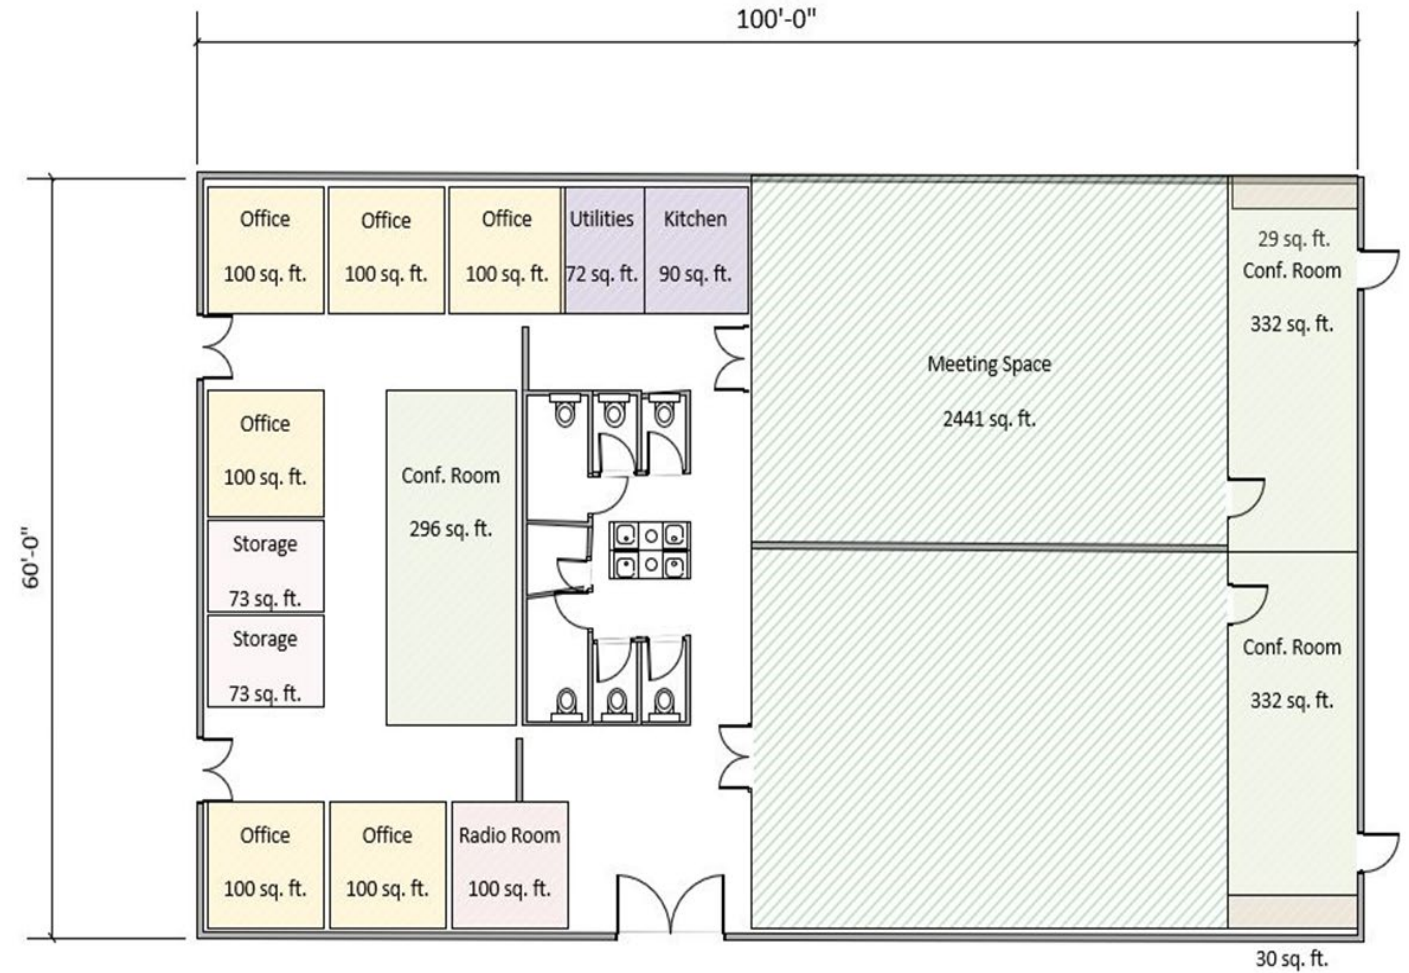 100'-0"
60'-0"
Office
100 sq. ft.
Office
100 sq. ft.
Office
100 sq. ft.
Utilities
72 sq. ft.
Kitchen
90 sq. ft.
29 sq. ft.
Conf. Room
332 sq. ft.
Meeting Space
2441 sq. ft.
Office
100 sq. ft.
Conf. Room
296 sq. ft.
Storage
73 sq. ft.
Storage
73 sq. ft.
Conf. Room
332 sq. ft.
Office
100 sq. ft.
Office
100 sq. ft.
Radio Room
100 sq. ft.
30 sq. ft.